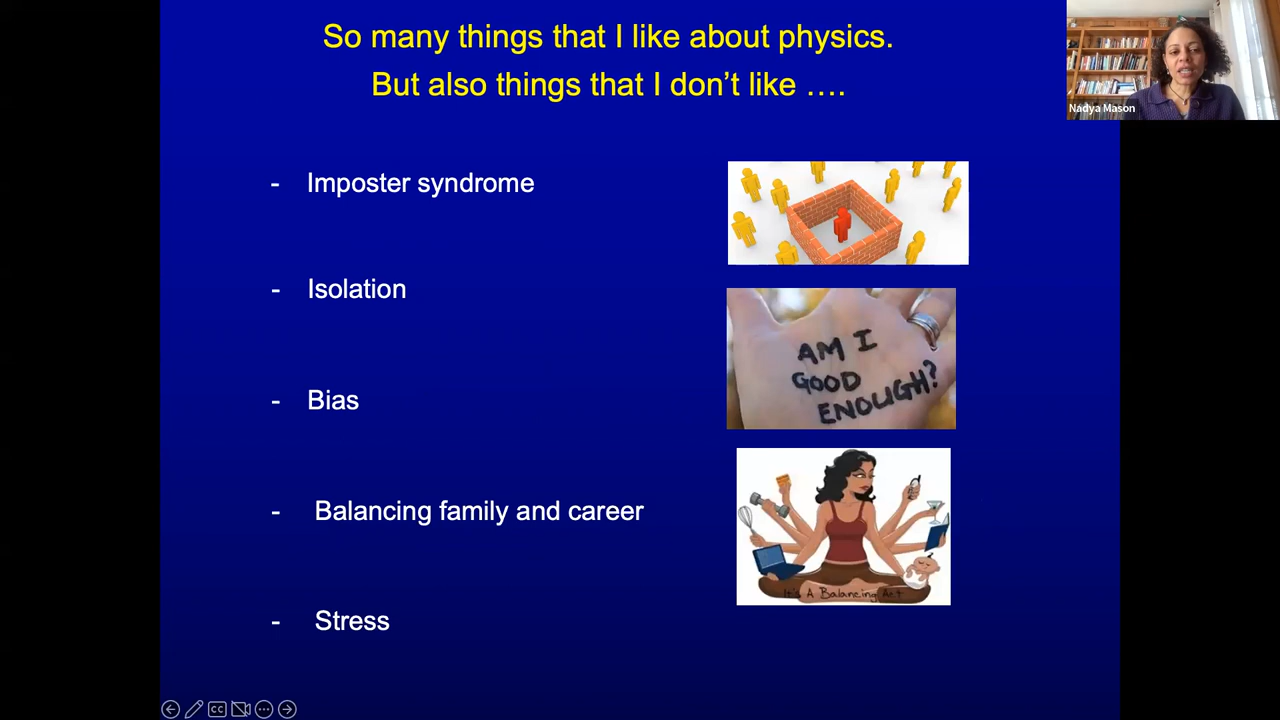 So many things that I like about physics.
But also things that I don't like ….
Nadya Mason
- Imposter syndrome
- Isolation
AM I
GOOD
ENOUGH?
- Bias
- Balancing family and career
It's A Balancing Act
- Stress
CC